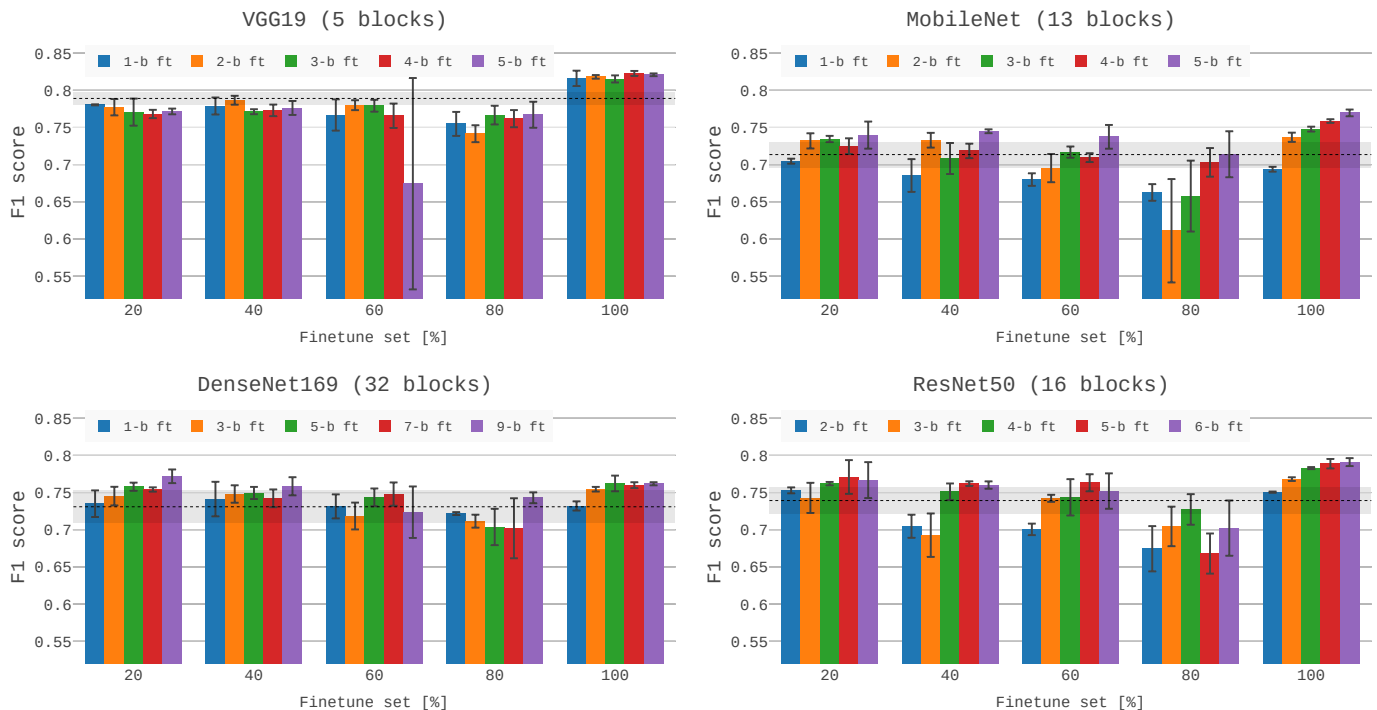 VGG19 (5 blocks)
1-b ft 2-b ft 3-b ft 4-b ft 5-b ft
F1 score
0.85
0.8
0.75
0.7
0.65
0.6
0.55
20 40 60 80 100
Finetune set [%]
MobileNet (13 blocks)
1-b ft 2-b ft 3-b ft 4-b ft 5-b ft
F1 score
0.85
0.8
0.75
0.7
0.65
0.6
0.55
20 40 60 80 100
Finetune set [%]
DenseNet169 (32 blocks)
1-b ft 3-b ft 5-b ft 7-b ft 9-b ft
F1 score
0.85
0.8
0.75
0.7
0.65
0.6
0.55
20 40 60 80 100
Finetune set [%]
ResNet50 (16 blocks)
2-b ft 3-b ft 4-b ft 5-b ft 6-b ft
F1 score
0.85
0.8
0.75
0.7
0.65
0.6
0.55
20 40 60 80 100
Finetune set [%]